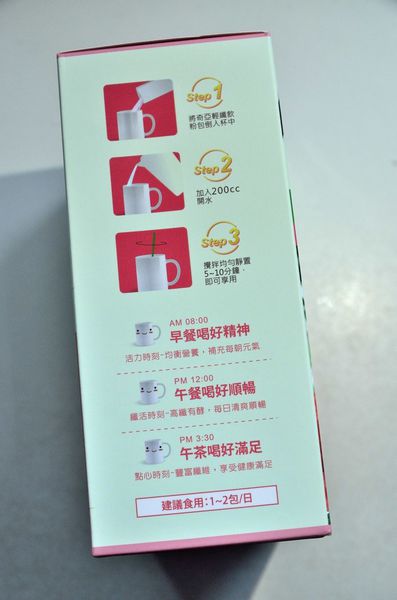 Step 1
將奇亞輕纖飲
粉包倒入杯中
Step 2
加入200cc
開水
Step 3
攪拌均勻靜置
5~10分鐘，
即可享用
AM 08:00
早餐喝好精神
活力時刻-均衡營養，補充每朝元氣
PM 12:00
午餐喝好順暢
纖活時刻-高纖有酵，每日清爽順暢
PM 3:30
午茶喝好滿足
點心時刻-豐富纖維，享受健康滿足
建議食用:1~2包/日